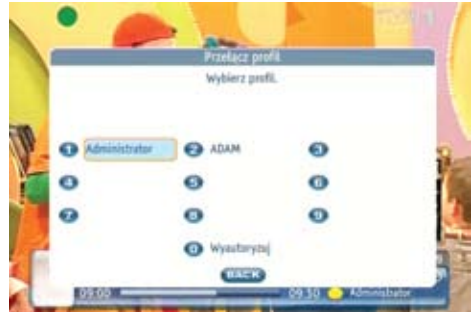 Przełącz profil
Wybierz profil.
1 Administrator 2 ADAM 3
4 5 6
7 8 9
0 Wyautoryzuj
BACK
09:00 09:30 Administrator